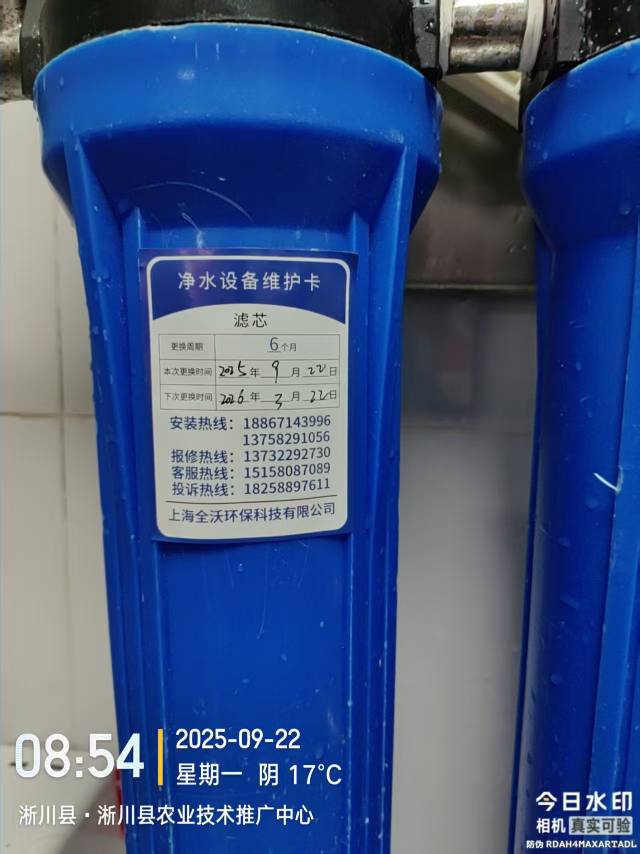 净水设备维护卡
滤芯
更换周期 6个月
本次更换时间 2025年 9月22日
下次更换时间 2026年 3月22日
安装热线：18867143996
13758291056
报修热线：13732292730
客服热线：15158087089
投诉热线：18258897611
上海全沃环保科技有限公司
08:54
2025-09-22
星期一 阴 17℃
淅川县·淅川县农业技术推广中心
今日水印
相机 真实可验
防伪 RDAH4MAXARTADL